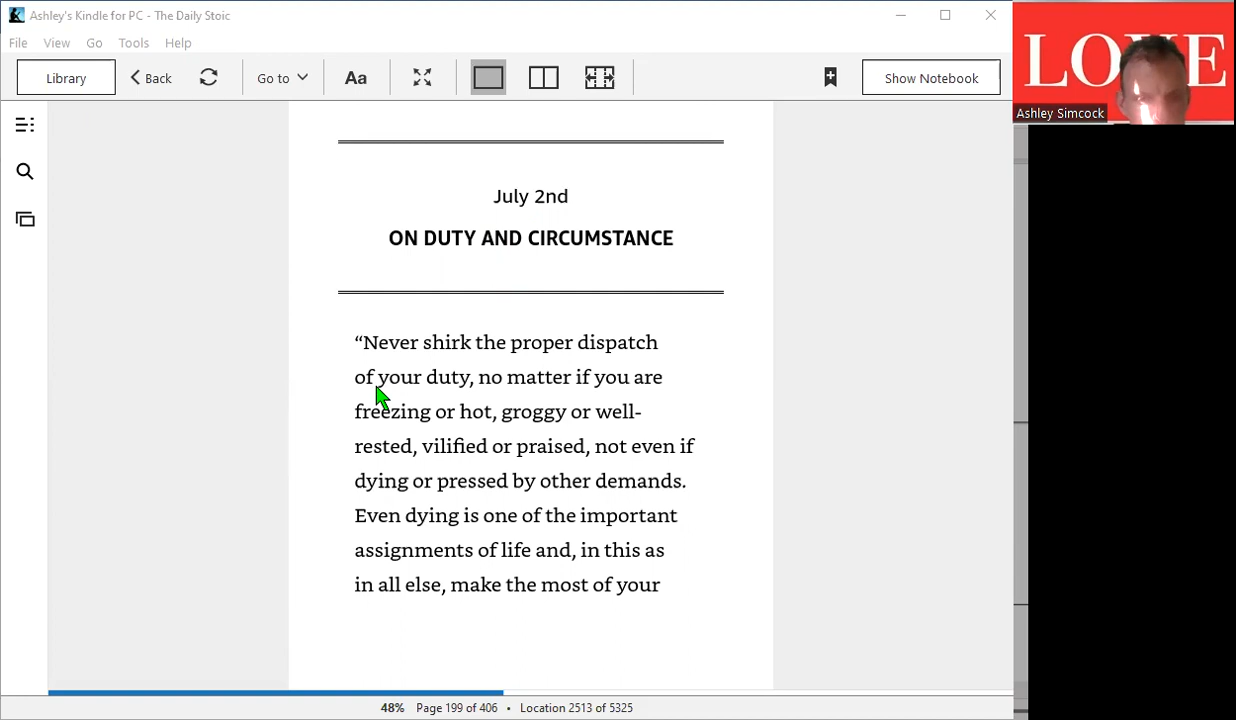 Ashley's Kindle for PC - The Daily Stoic
File View Go Tools Help
Library Back Go to Aa Show Notebook
LOVE
Ashley Simcock
July 2nd
ON DUTY AND CIRCUMSTANCE
“Never shirk the proper dispatch
of your duty, no matter if you are
freezing or hot, groggy or well-
rested, vilified or praised, not even if
dying or pressed by other demands.
Even dying is one of the important
assignments of life and, in this as
in all else, make the most of your
48% Page 199 of 406 • Location 2513 of 5325